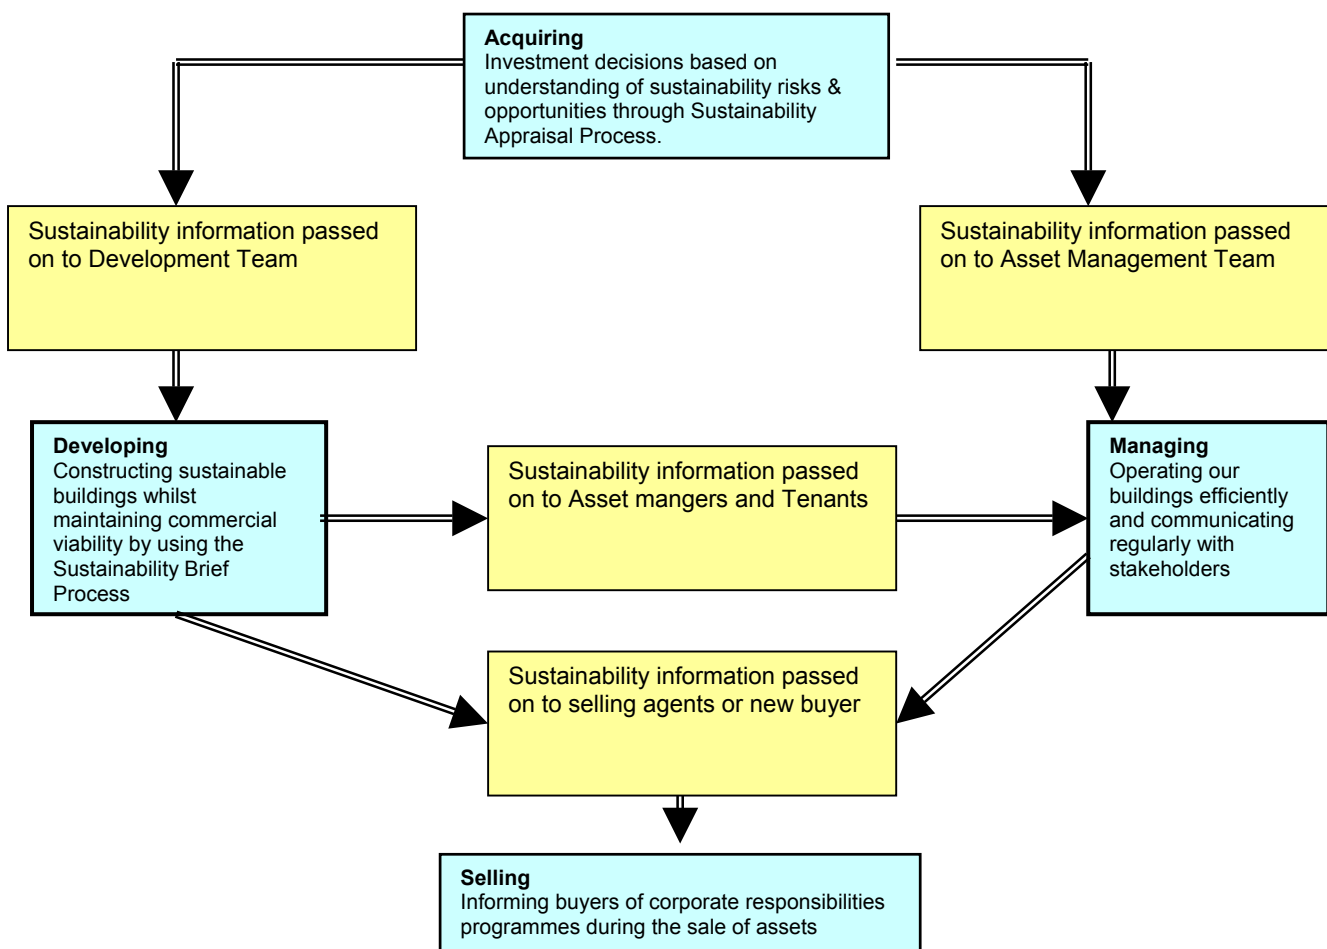 Acquiring
Investment decisions based on
understanding of sustainability risks &
opportunities through Sustainability
Appraisal Process.
Sustainability information passed
on to Development Team
Sustainability information passed
on to Asset Management Team
Developing
Constructing sustainable
buildings whilst
maintaining commercial
viability by using the
Sustainability Brief
Process
Sustainability information passed
on to Asset mangers and Tenants
Managing
Operating our
buildings efficiently
and communicating
regularly with
stakeholders
Sustainability information passed
on to selling agents or new buyer
Selling
Informing buyers of corporate responsibilities
programmes during the sale of assets